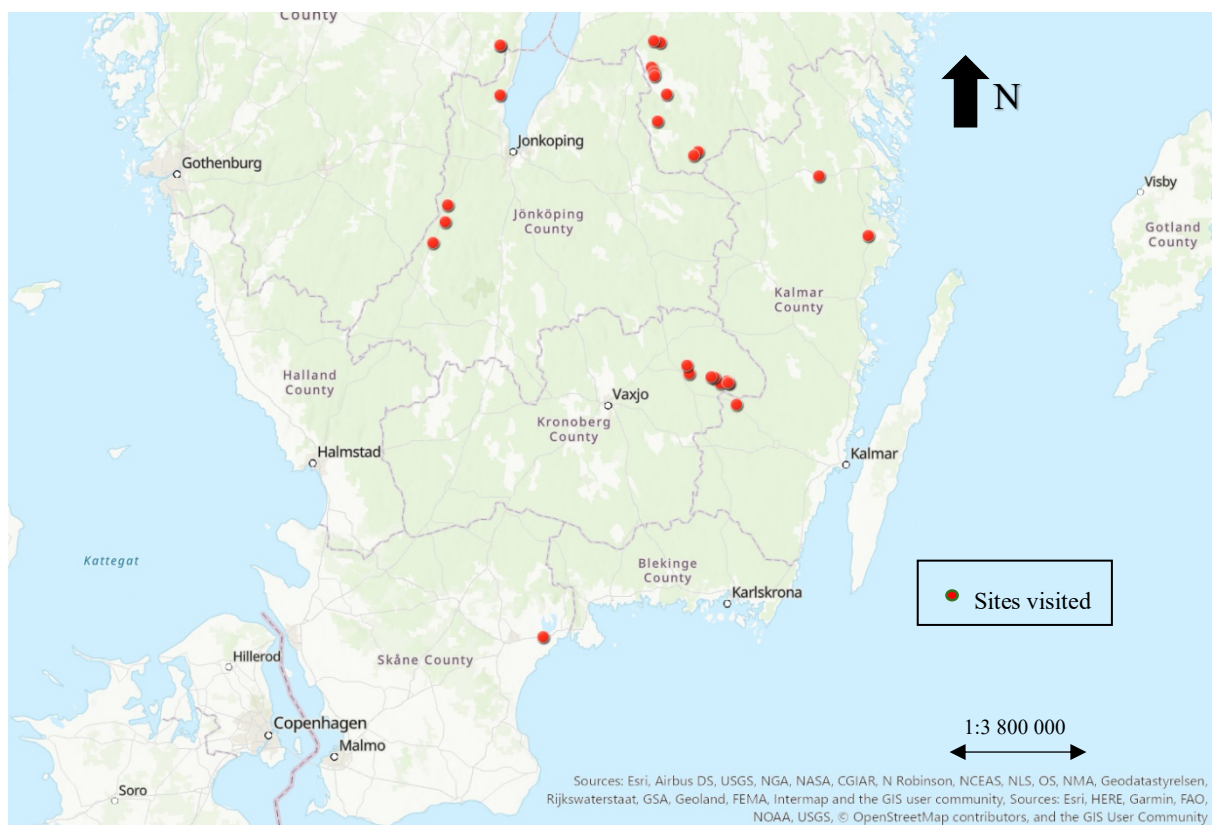 County
N
Jonkoping
Gothenburg
Visby
Jönköping
County
Gotland
County
Kalmar
County
Halland
County
Vaxjo
Kronoberg
County
Halmstad
Kalmar
Kattegat
Blekinge
County
Karlskrona
Sites visited
Hillerod
Skåne County
Copenhagen
Malmo
1:3 800 000
Soro
Sources: Esri, Airbus DS, USGS, NGA, NASA, CGIAR, N Robinson, NCEAS, NLS, OS, NMA, Geodatastyrelsen,
Rijkswaterstaat, GSA, Geoland, FEMA, Intermap and the GIS user community, Sources: Esri, HERE, Garmin, FAO,
NOAA, USGS, © OpenStreetMap contributors, and the GIS User Community